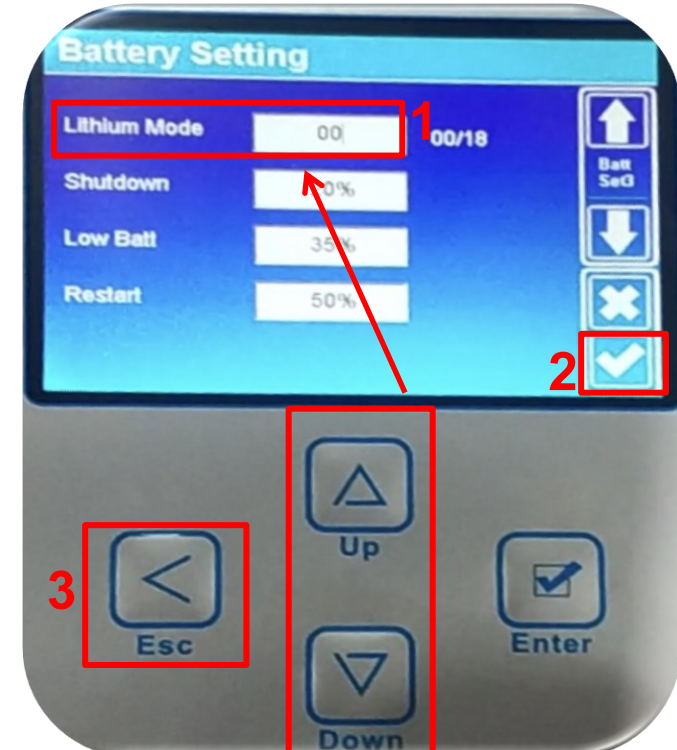 Battery Setting
Lithium Mode 00 1 00/18
Batt
Set3
Shutdown 0%
Low Batt 35%
Restart 50%
2
Up
3
Esc
Enter
Down